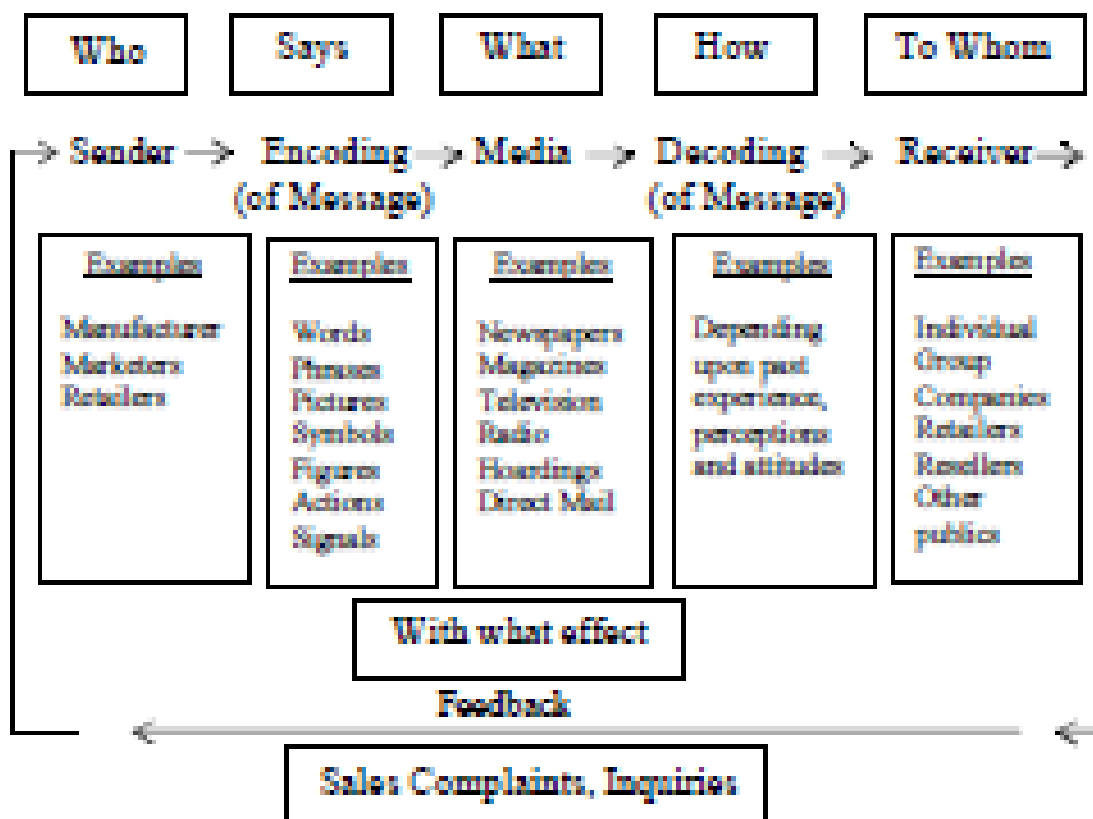 Who
Says
What
How
To Whom
Sender
Encoding
(of Message)
Media
Decoding
(of Message)
Receiver
Examples
Manufacturer
Marketers
Retailers
Examples
Words
Phrases
Pictures
Symbols
Figures
Actions
Signals
Examples
Newspapers
Magazines
Television
Radio
Hoardings
Direct Mail
Examples
Depending
upon past
experience,
perceptions
and attitudes
Examples
Individual
Group
Companies
Retailers
Resellers
Other
publics
With what effect
Feedback
Sales Complaints, Inquiries